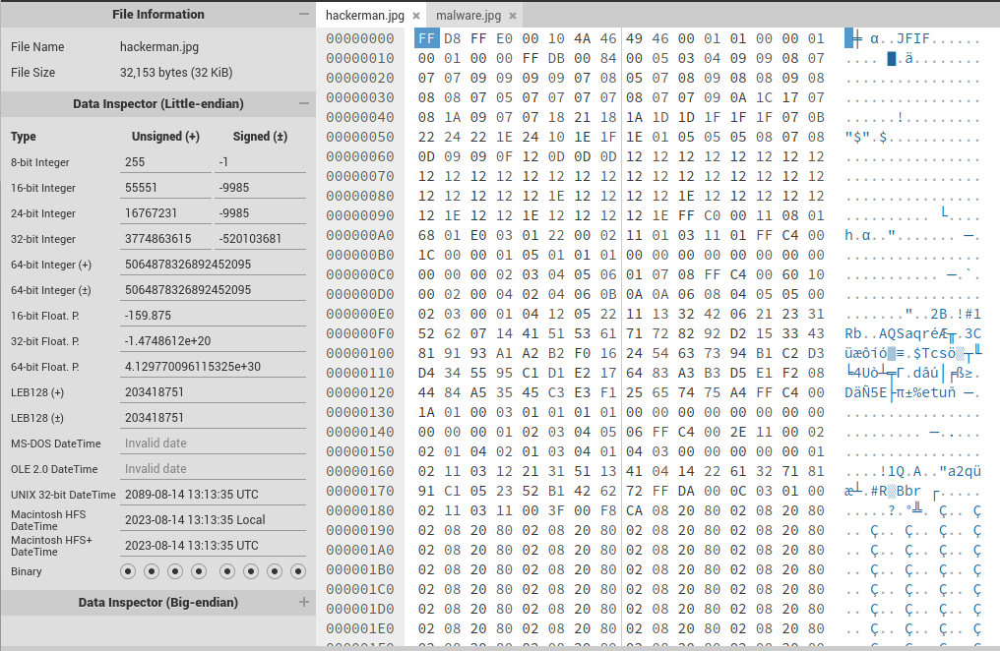 File Information
File Name hackerman.jpg
File Size 32,153 bytes (32 KiB)
Data Inspector (Little-endian)
Type Unsigned (+) Signed (±)
8-bit Integer 255 -1
16-bit Integer 55551 -9985
24-bit Integer 16767231 -9985
32-bit Integer 3774863615 -520103681
64-bit Integer (+) 5064878326892452095
64-bit Integer (±) 5064878326892452095
16-bit Float. P. -159.875
32-bit Float. P. -1.4748612e+20
64-bit Float. P. 4.129770096115325e+30
LEB128 (+) 203418751
LEB128 (±) 203418751
MS-DOS DateTime Invalid date
OLE 2.0 DateTime Invalid date
UNIX 32-bit DateTime 2089-08-14 13:13:35 UTC
Macintosh HFS DateTime 2023-08-14 13:13:35 Local
Macintosh HFS+ DateTime 2023-08-14 13:13:35 UTC
Binary
Data Inspector (Big-endian)
hackerman.jpg × malware.jpg ×
00000000 FF D8 FF E0 00 10 4A 46 49 46 00 01 01 00 00 01 █╪ α..JFIF......
00000010 00 01 00 00 FF DB 00 84 00 05 03 04 09 09 08 07 .... █.ä........
00000020 07 07 09 09 09 09 07 08 05 07 08 09 08 08 09 08 ................
00000030 08 08 07 05 07 07 07 07 08 07 07 09 0A 1C 17 07 ................
00000040 08 1A 09 07 07 18 21 18 1A 1D 1D 1F 1F 1F 07 0B ......!.........
00000050 22 24 22 1E 24 10 1E 1F 1E 01 05 05 05 08 07 08 "$".$...........
00000060 0D 09 09 0F 12 0D 0D 0D 12 12 12 12 12 12 12 12 ................
00000070 12 12 12 12 12 12 12 12 12 12 12 12 12 12 12 12 ................
00000080 12 12 12 12 12 1E 12 12 12 12 1E 12 12 12 12 12 ................
00000090 12 1E 12 12 1E 12 12 12 12 1E FF C0 00 11 08 01 └....
000000A0 68 01 E0 03 01 22 00 02 11 01 03 11 01 FF C4 00 h.α.."....... ─.
000000B0 1C 00 00 01 05 01 01 01 00 00 00 00 00 00 00 00 ................
000000C0 00 00 00 02 03 04 05 06 01 07 08 FF C4 00 60 10 ........... ─.`.
000000D0 00 02 00 04 02 04 06 0B 0A 0A 06 08 04 05 05 00 ................
000000E0 02 03 00 01 04 12 05 22 11 13 32 42 06 21 23 31 ......."..2B.!#1
000000F0 52 62 07 14 41 51 53 61 71 72 82 92 D2 15 33 43 Rb..AQSaqréÆ╥.3C
00000100 81 91 93 A1 A2 B2 F0 16 24 54 63 73 94 B1 C2 D3 üæôíó▓≡.$Tcsö▒┬╙
00000110 D4 34 55 95 C1 D1 E2 17 64 83 A3 B3 D5 E1 F2 08 ╘4Uò┴╤Γ.dâú│╒ß≥.
00000120 44 84 A5 35 45 C3 E3 F1 25 65 74 75 A4 FF C4 00 DäÑ5E├π±%etuñ ─.
00000130 1A 01 00 03 01 01 01 01 00 00 00 00 00 00 00 00 ................
00000140 00 00 00 01 02 03 04 05 06 FF C4 00 2E 11 00 02 ......... ─.....
00000150 02 01 04 02 01 03 04 01 04 03 00 00 00 00 00 01 ................
00000160 02 11 03 12 21 31 51 13 41 04 14 22 61 32 71 81 ....!1Q.A.."a2qü
00000170 91 C1 05 23 52 B1 42 62 72 FF DA 00 0C 03 01 00 æ┴.#R▒Bbr ┌.....
00000180 02 11 03 11 00 3F 00 F8 CA 08 20 80 02 08 20 80 .....?.°╩. Ç.. Ç
00000190 02 08 20 80 02 08 20 80 02 08 20 80 02 08 20 80 .. Ç.. Ç.. Ç.. Ç
000001A0 02 08 20 80 02 08 20 80 02 08 20 80 02 08 20 80 .. Ç.. Ç.. Ç.. Ç
000001B0 02 08 20 80 02 08 20 80 02 08 20 80 02 08 20 80 .. Ç.. Ç.. Ç.. Ç
000001C0 02 08 20 80 02 08 20 80 02 08 20 80 02 08 20 80 .. Ç.. Ç.. Ç.. Ç
000001D0 02 08 20 80 02 08 20 80 02 08 20 80 02 08 20 80 .. Ç.. Ç.. Ç.. Ç
000001E0 02 08 20 80 02 08 20 80 02 08 20 80 02 08 20 80 .. Ç.. Ç.. Ç.. Ç